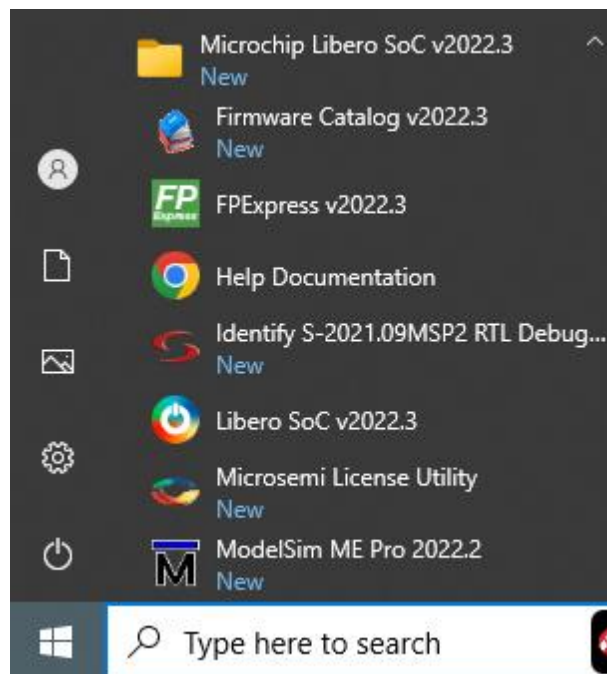 Microchip Libero SoC v2022.3
New
Firmware Catalog v2022.3
New
FP
Express
FPExpress v2022.3
Help Documentation
Identify S-2021.09MSP2 RTL Debug...
New
Libero SoC v2022.3
Microsemi License Utility
New
M
ModelSim ME Pro 2022.2
New
Type here to search